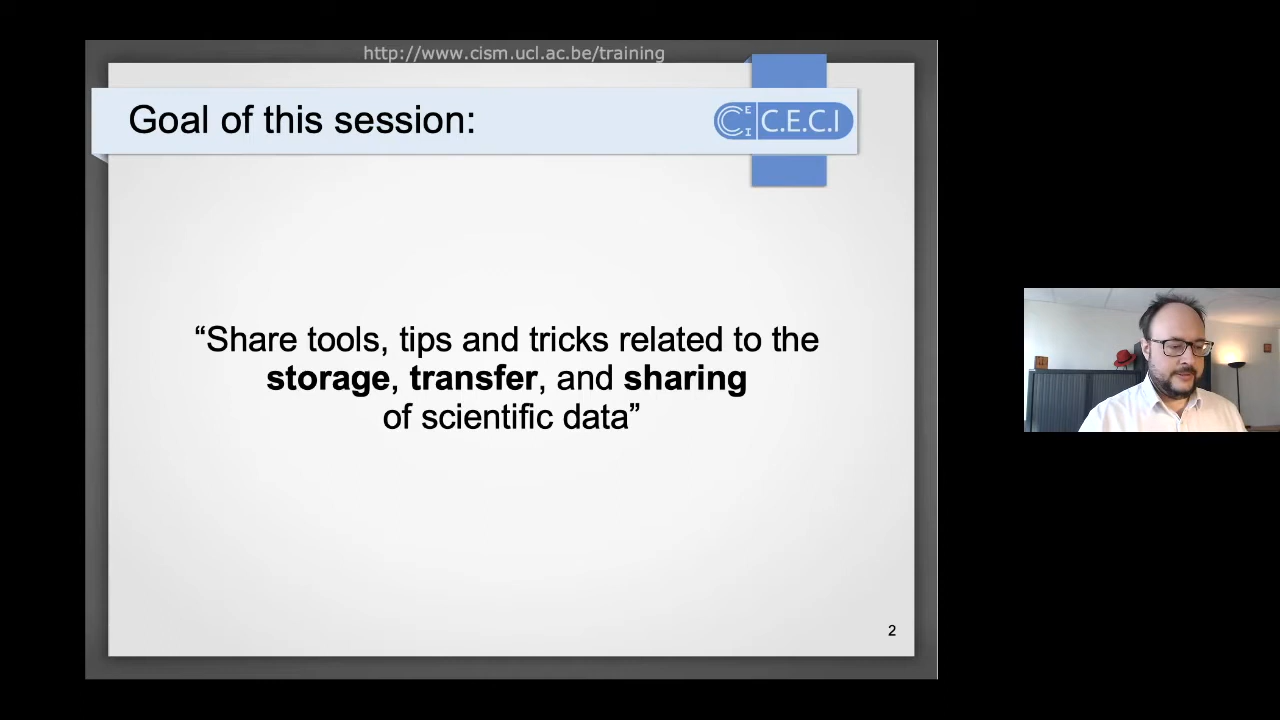 http://www.cism.ucl.ac.be/training
Goal of this session:
CECI C.E.C.I
“Share tools, tips and tricks related to the
storage, transfer, and sharing
of scientific data”
2